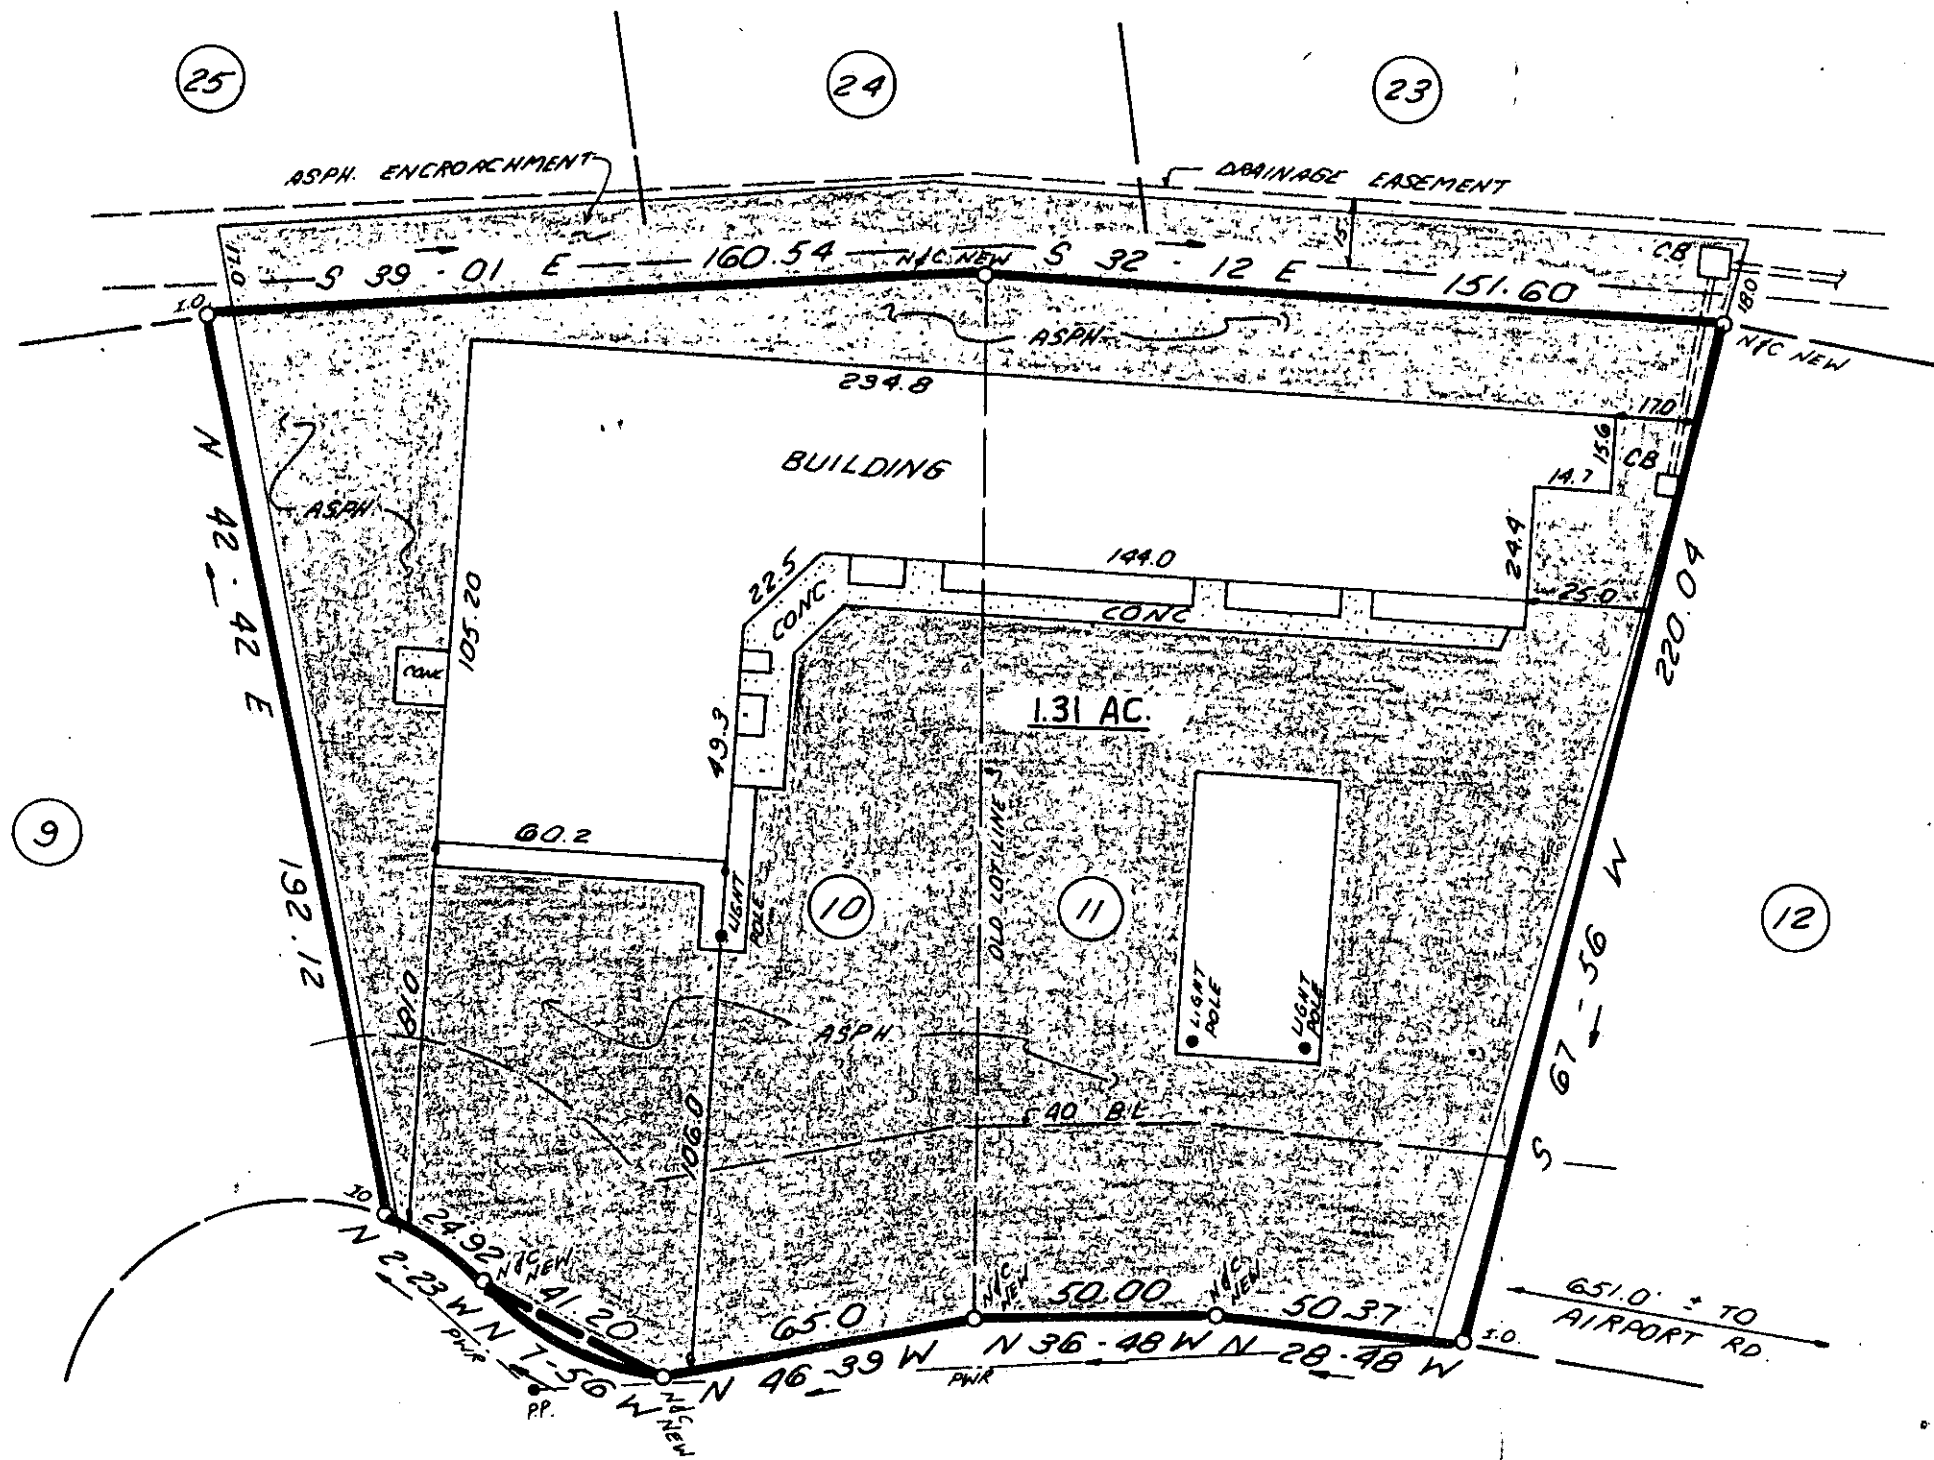 25
24
23
ASPH. ENCROACHMENT
DRAINAGE EASEMENT
15'
CB
17.0
S 39-01 E 160.54
N&C NEW
S 32-12 E 151.60
18.0
1.0
N&C NEW
ASPH
234.8
17.0
15.6
CB
14.7
BUILDING
N 42-42 E 192.12
ASPH
24.4
22.5
144.0
CONC
CONC
25.0
105.20
S 67-56 W 220.04
CONC
49.3
1.31 AC.
9
60.2
OLD LOT LINE
10
11
12
LIGHT
POLE
81.0
ASPH
LIGHT
POLE
LIGHT
POLE
106.0
40 B.L.
1.0
24.92
N 2-23 W
N&C
NEW
41.20
N 7-56 W
PWR
P.P.
65.0
N 46-39 W
N&C
NEW
N&C
NEW
50.00
N 36-48 W
PWR
N&C
NEW
50.37
N 28-48 W
1.0
651.0' ± TO
AIRPORT RD.